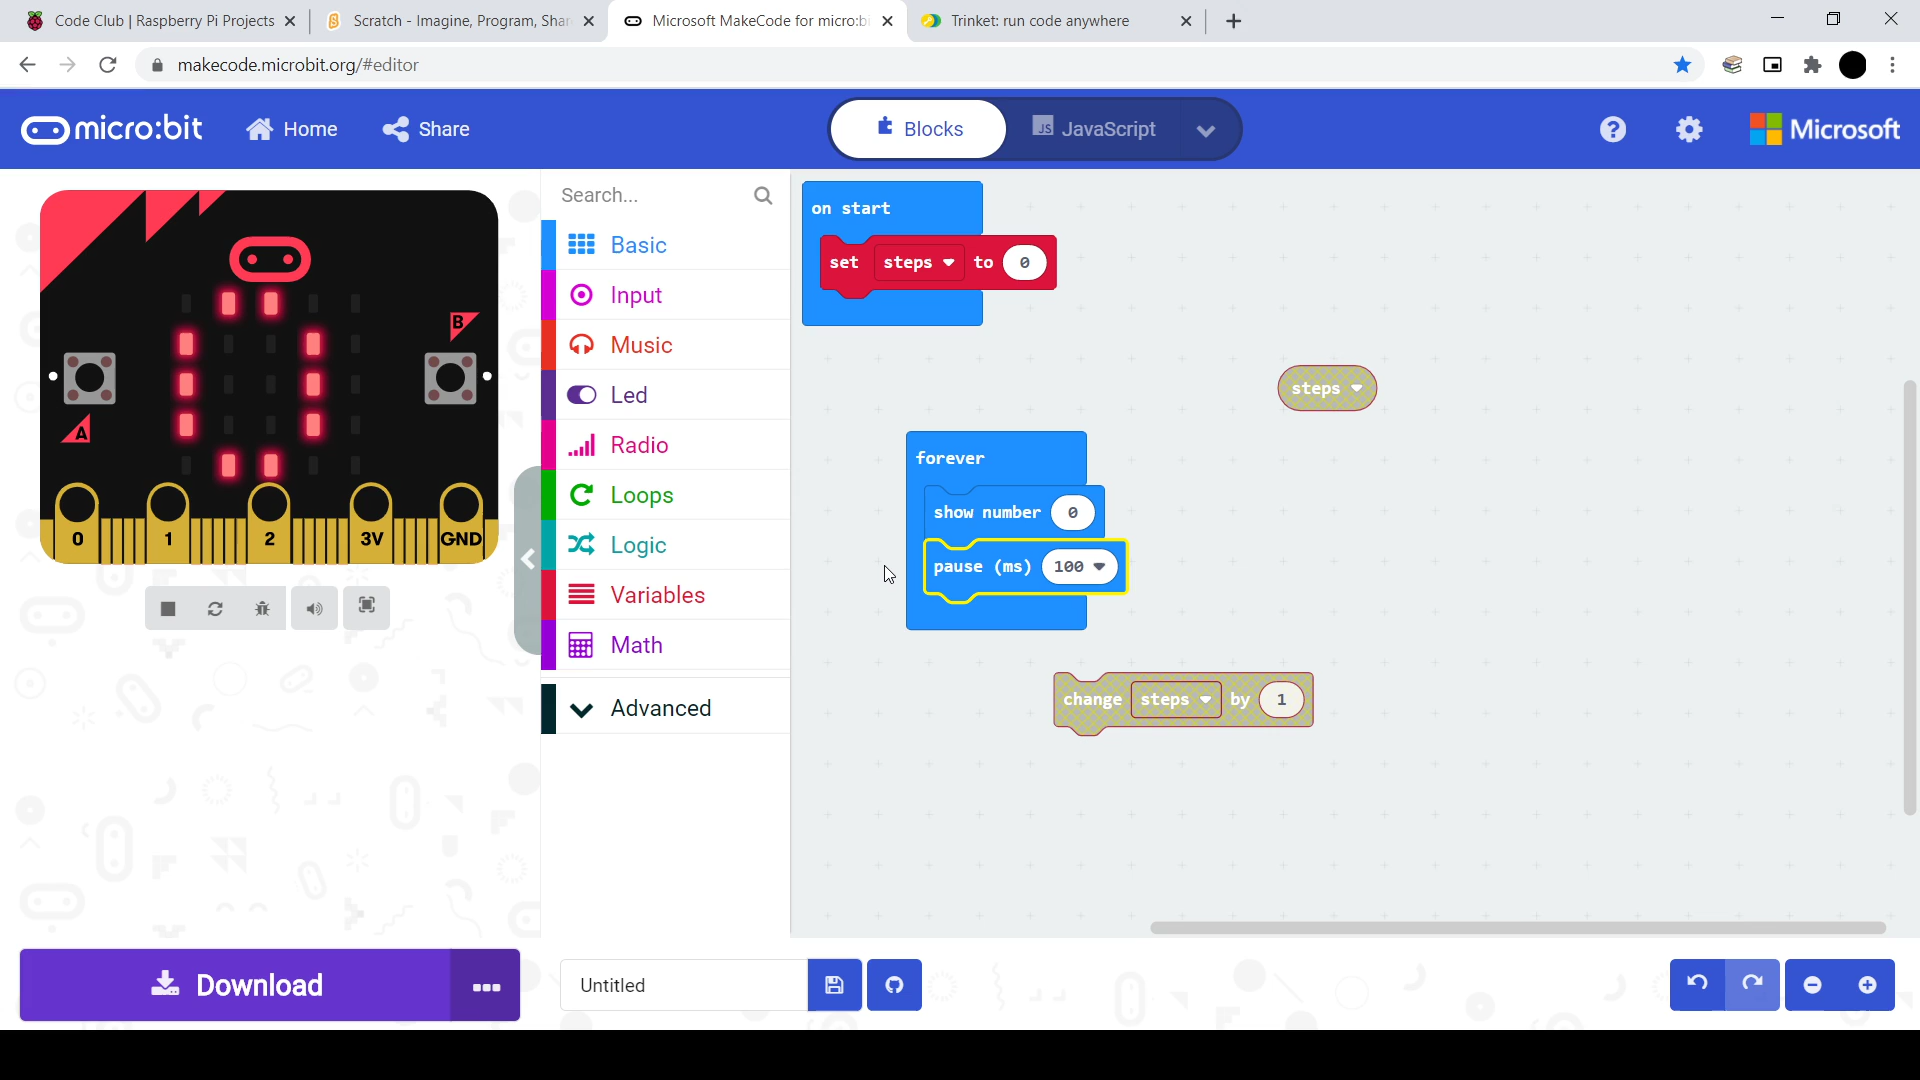 Code Club | Raspberry Pi Projects
Scratch - Imagine, Program, Shar
Microsoft MakeCode for micro:bi
Trinket: run code anywhere
makecode.microbit.org/#editor
micro:bit
Home
Share
Blocks
JS JavaScript
Microsoft
Search...
Basic
Input
Music
Led
Radio
Loops
Logic
Variables
Math
Advanced
B
A
0 1 2 3V GND
on start
set steps to 0
steps
forever
show number 0
pause (ms) 100
change steps by 1
Download
Untitled